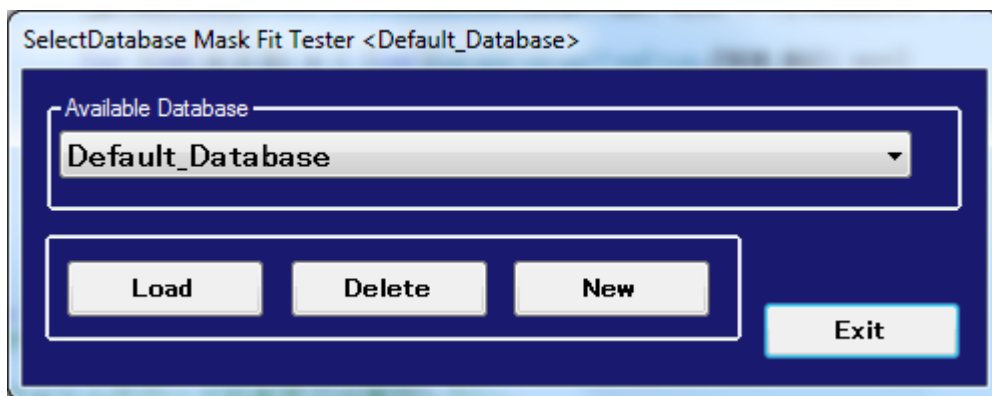 SelectDatabase Mask Fit Tester <Default_Database>
Available Database
Default_Database
Load Delete New
Exit